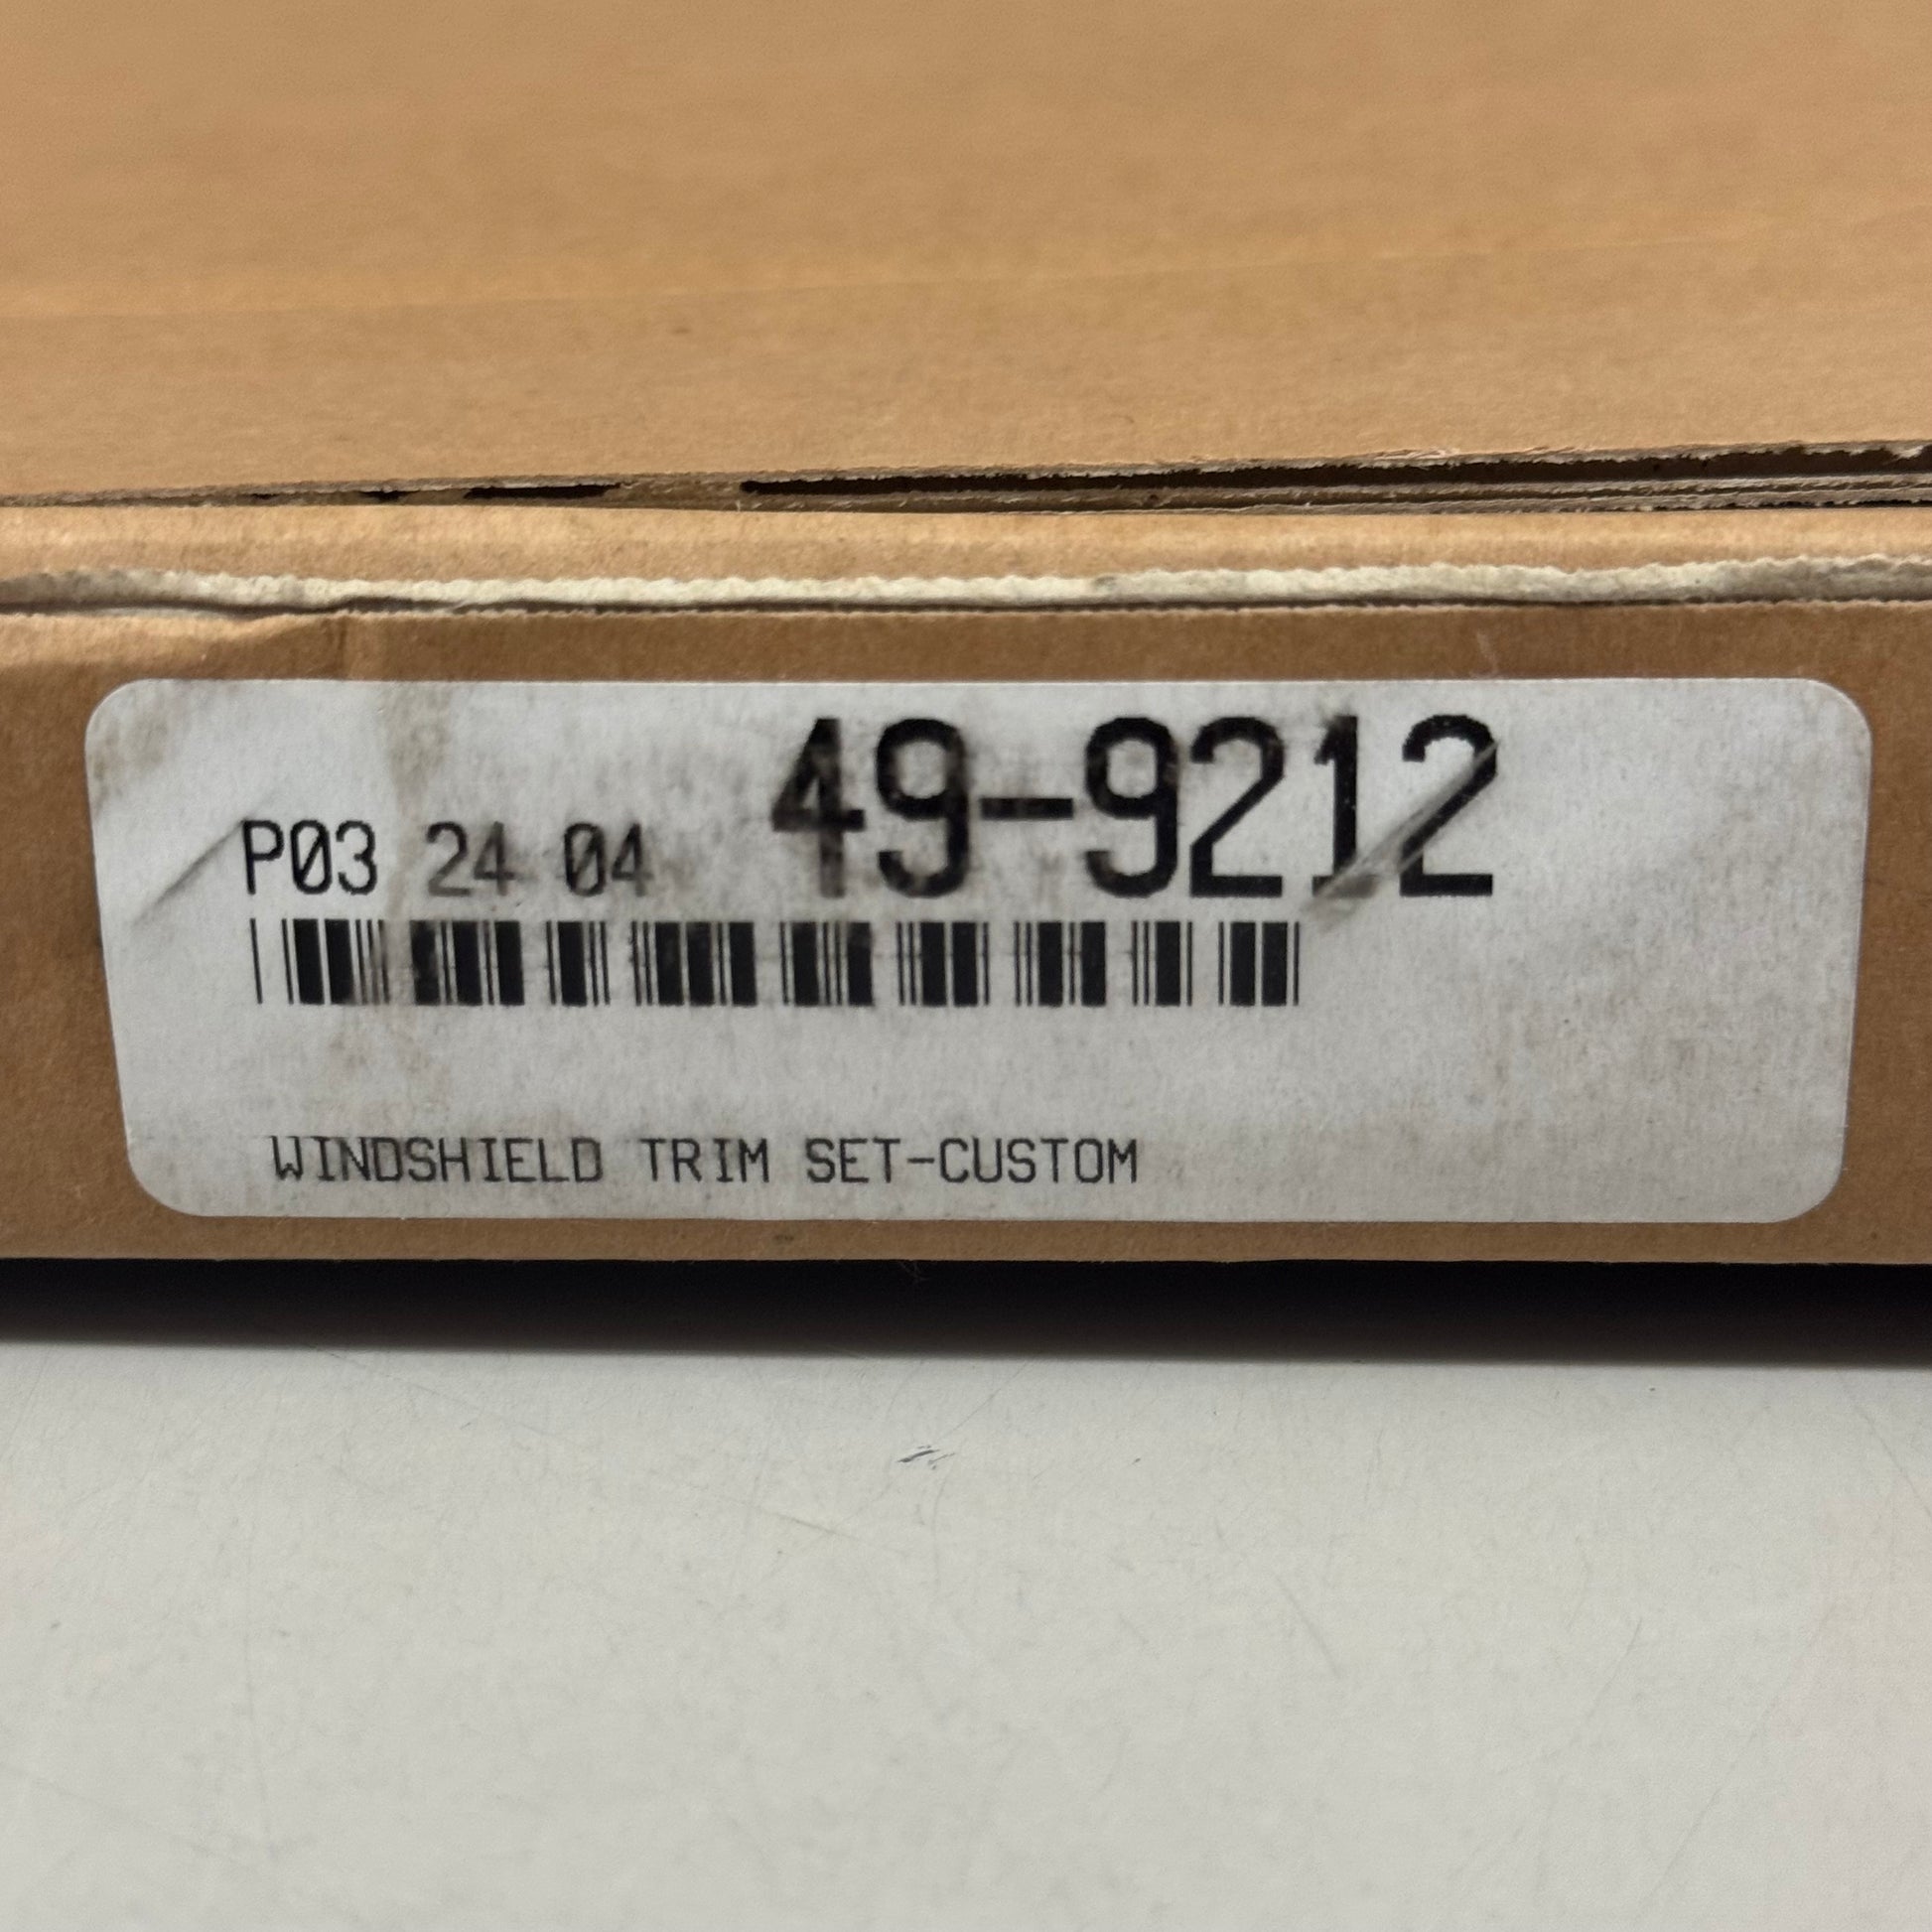 P03 24 04 49-9212
WINDSHIELD TRIM SET-CUSTOM